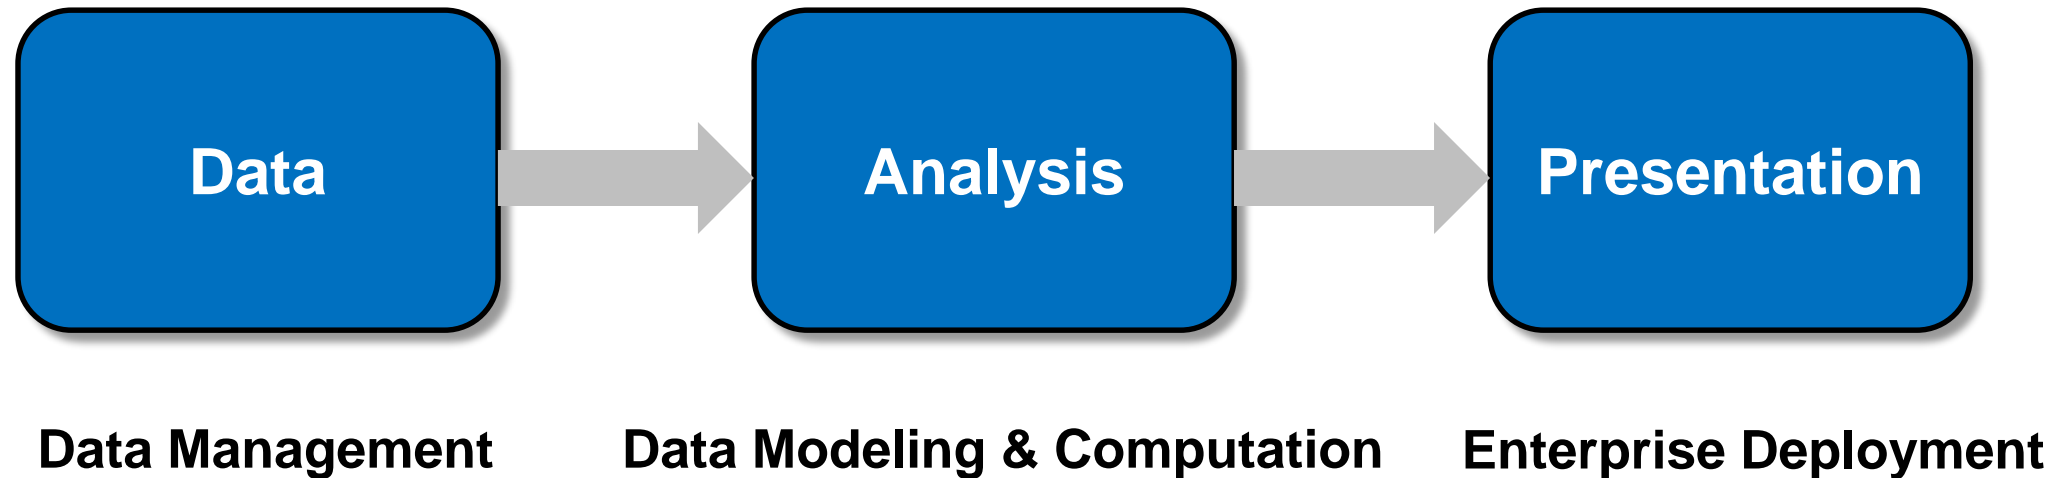 Data
Analysis
Presentation
Data Management
Data Modeling & Computation
Enterprise Deployment